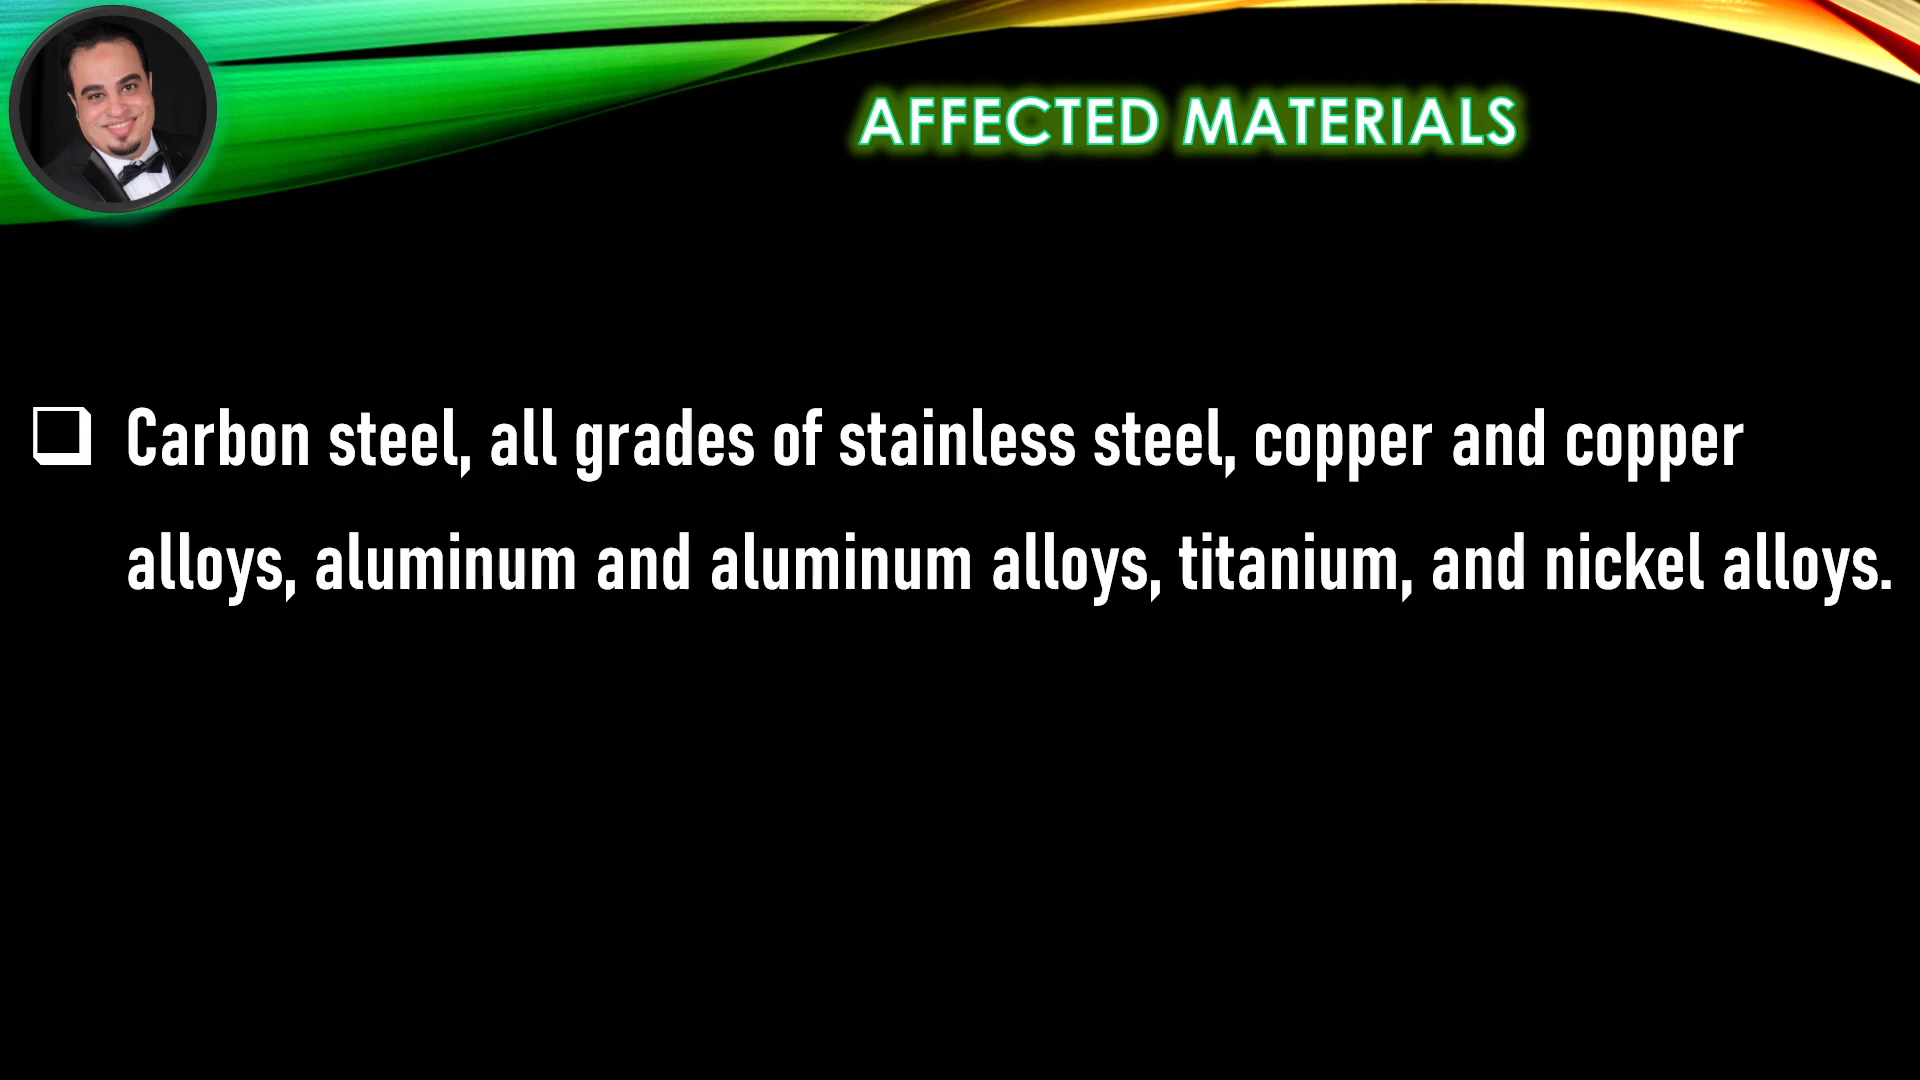 AFFECTED MATERIALS
Carbon steel, all grades of stainless steel, copper and copper
alloys, aluminum and aluminum alloys, titanium, and nickel alloys.